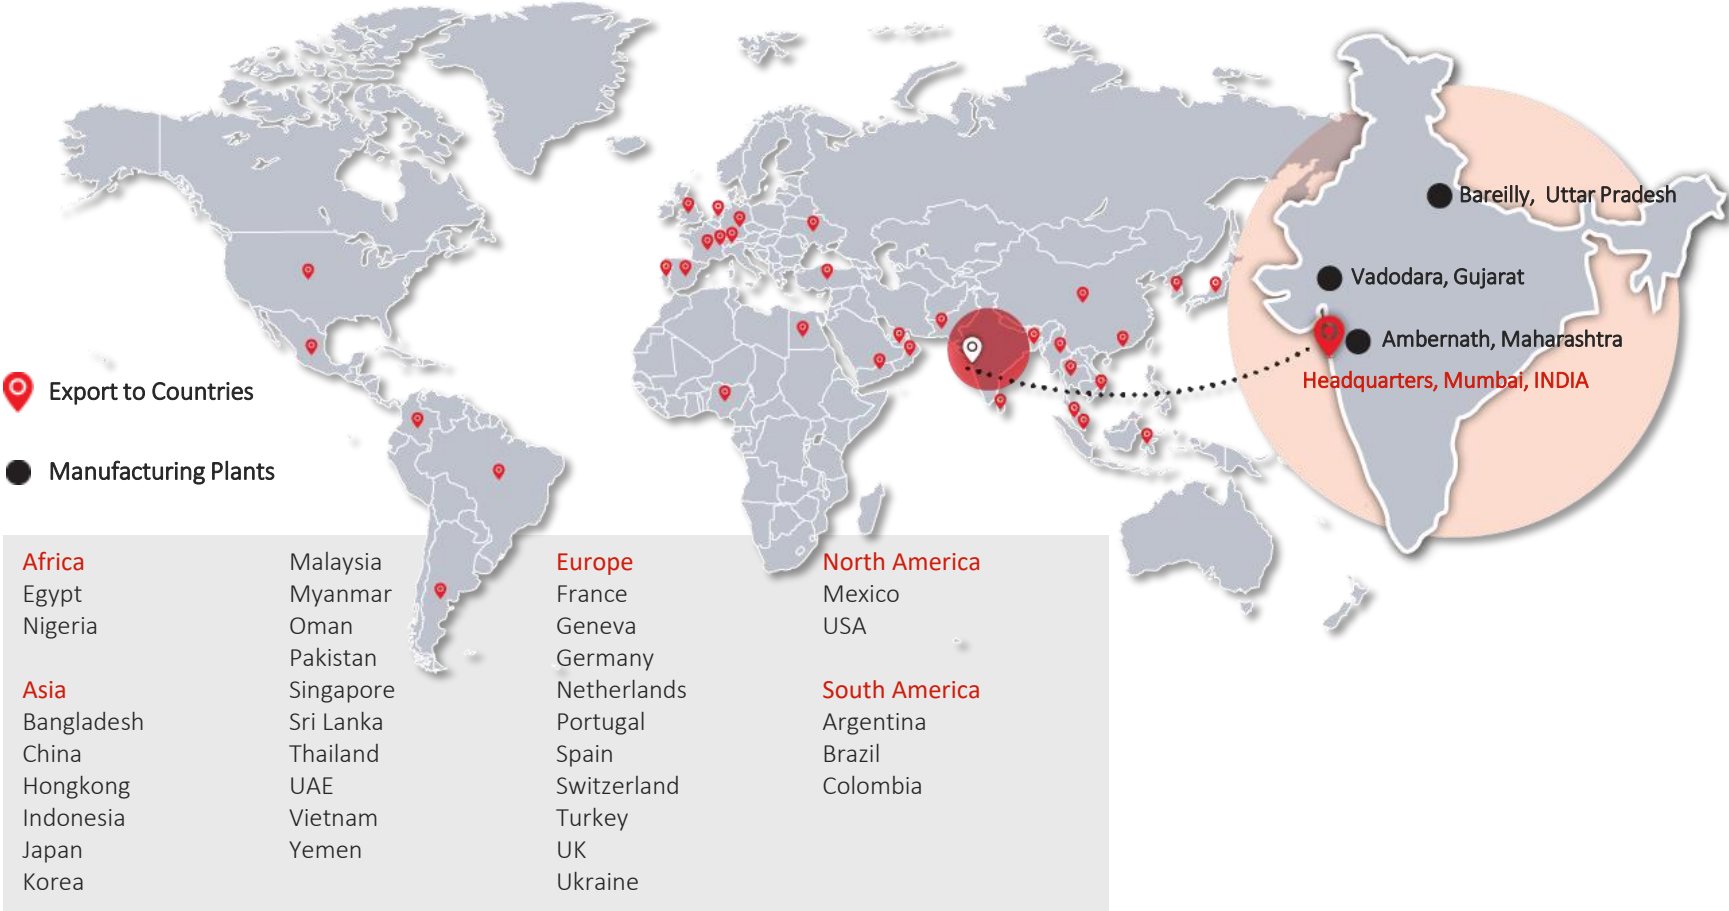 Bareilly, Uttar Pradesh
Vadodara, Gujarat
Ambernath, Maharashtra
Headquarters, Mumbai, INDIA
Export to Countries
Manufacturing Plants
Africa
Egypt
Nigeria
Asia
Bangladesh
China
Hongkong
Indonesia
Japan
Korea
Malaysia
Myanmar
Oman
Pakistan
Singapore
Sri Lanka
Thailand
UAE
Vietnam
Yemen
Europe
France
Geneva
Germany
Netherlands
Portugal
Spain
Switzerland
Turkey
UK
Ukraine
North America
Mexico
USA
South America
Argentina
Brazil
Colombia